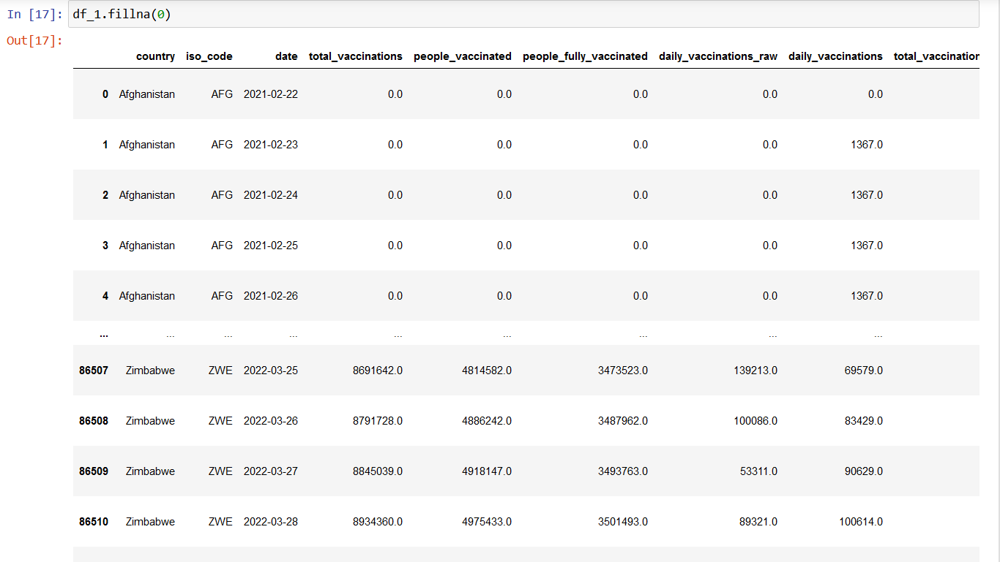 In [17]: df_1.fillna(0)
Out[17]:
country iso_code date total_vaccinations people_vaccinated people_fully_vaccinated daily_vaccinations_raw daily_vaccinations total_vaccination
0 Afghanistan AFG 2021-02-22 0.0 0.0 0.0 0.0 0.0
1 Afghanistan AFG 2021-02-23 0.0 0.0 0.0 0.0 1367.0
2 Afghanistan AFG 2021-02-24 0.0 0.0 0.0 0.0 1367.0
3 Afghanistan AFG 2021-02-25 0.0 0.0 0.0 0.0 1367.0
4 Afghanistan AFG 2021-02-26 0.0 0.0 0.0 0.0 1367.0
... ... ... ... ... ... ... ... ...
86507 Zimbabwe ZWE 2022-03-25 8691642.0 4814582.0 3473523.0 139213.0 69579.0
86508 Zimbabwe ZWE 2022-03-26 8791728.0 4886242.0 3487962.0 100086.0 83429.0
86509 Zimbabwe ZWE 2022-03-27 8845039.0 4918147.0 3493763.0 53311.0 90629.0
86510 Zimbabwe ZWE 2022-03-28 8934360.0 4975433.0 3501493.0 89321.0 100614.0